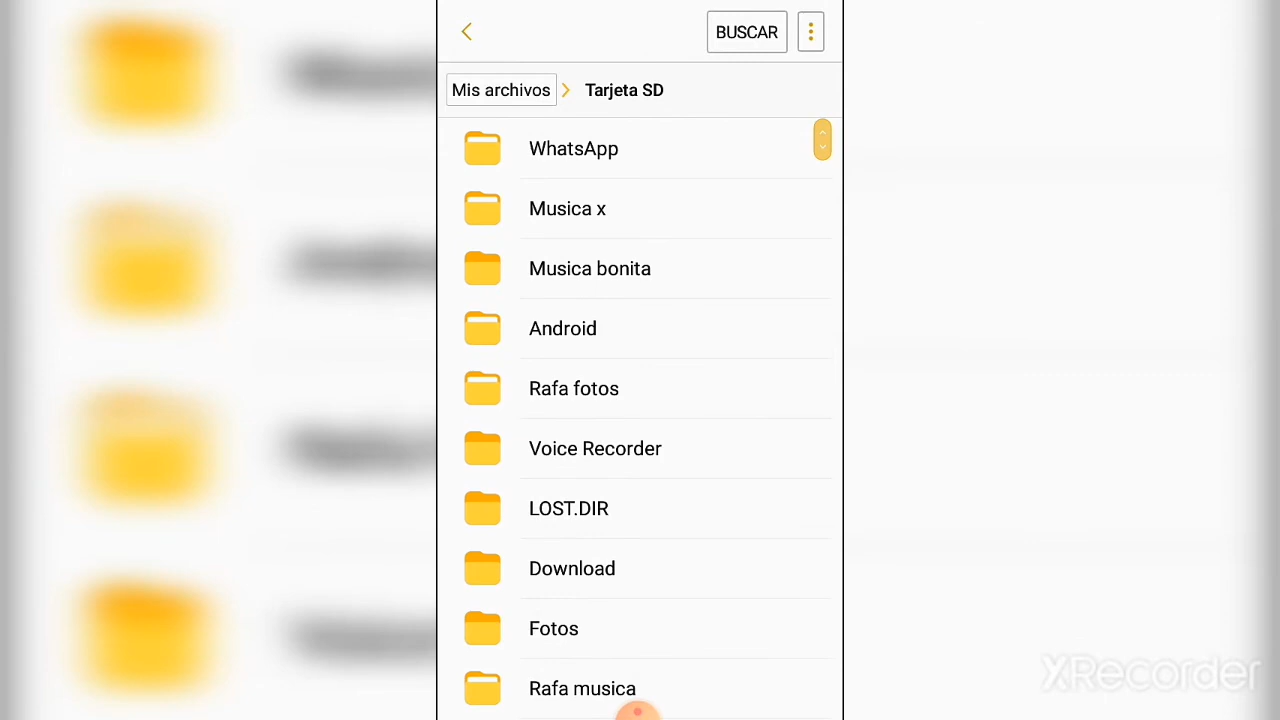 BUSCAR
Mis archivos
Tarjeta SD
WhatsApp
Musica x
Musica bonita
Android
Rafa fotos
Voice Recorder
LOST.DIR
Download
Fotos
Rafa musica
XRecorder